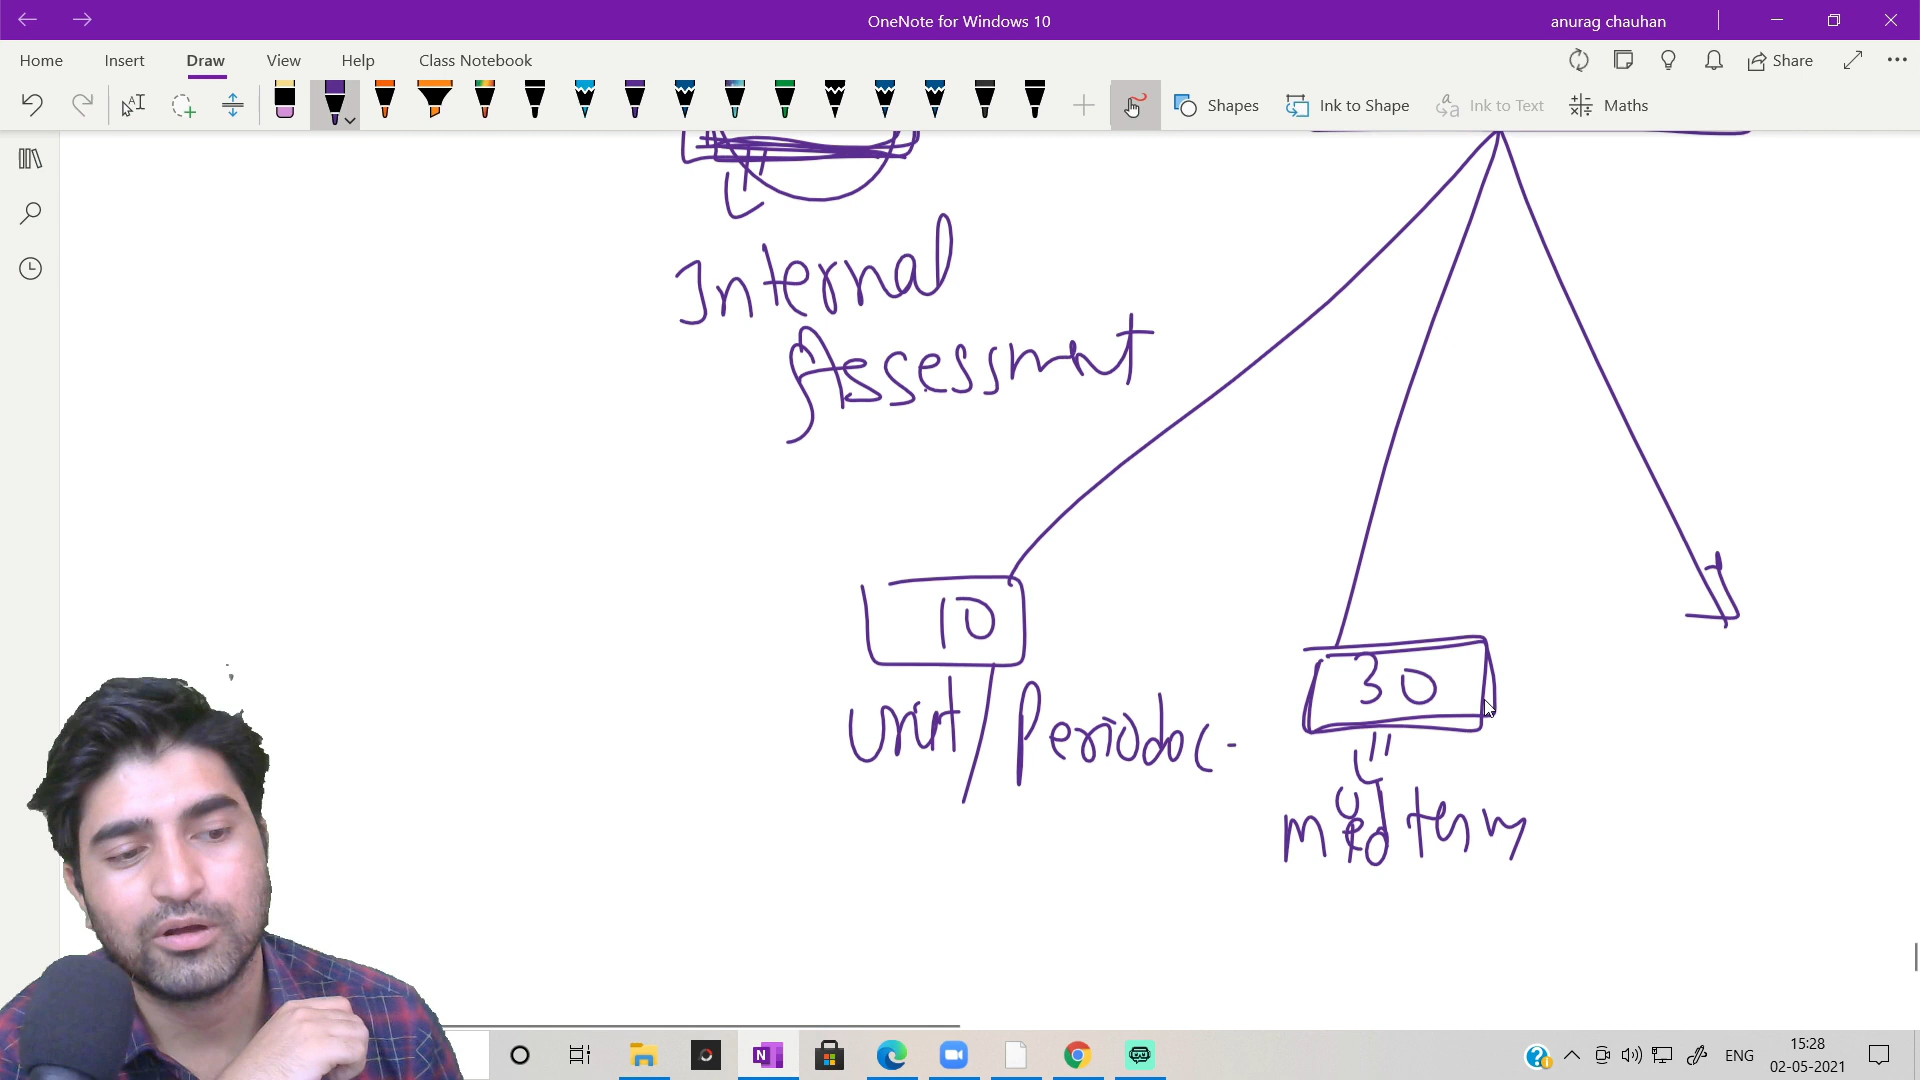 OneNote for Windows 10
anurag chauhan
Home Insert Draw View Help Class Notebook
Share
Shapes Ink to Shape Ink to Text Maths
Internal
Assessment
10
unit/Periodoc-
30
mid term
ENG
15:28
02-05-2021